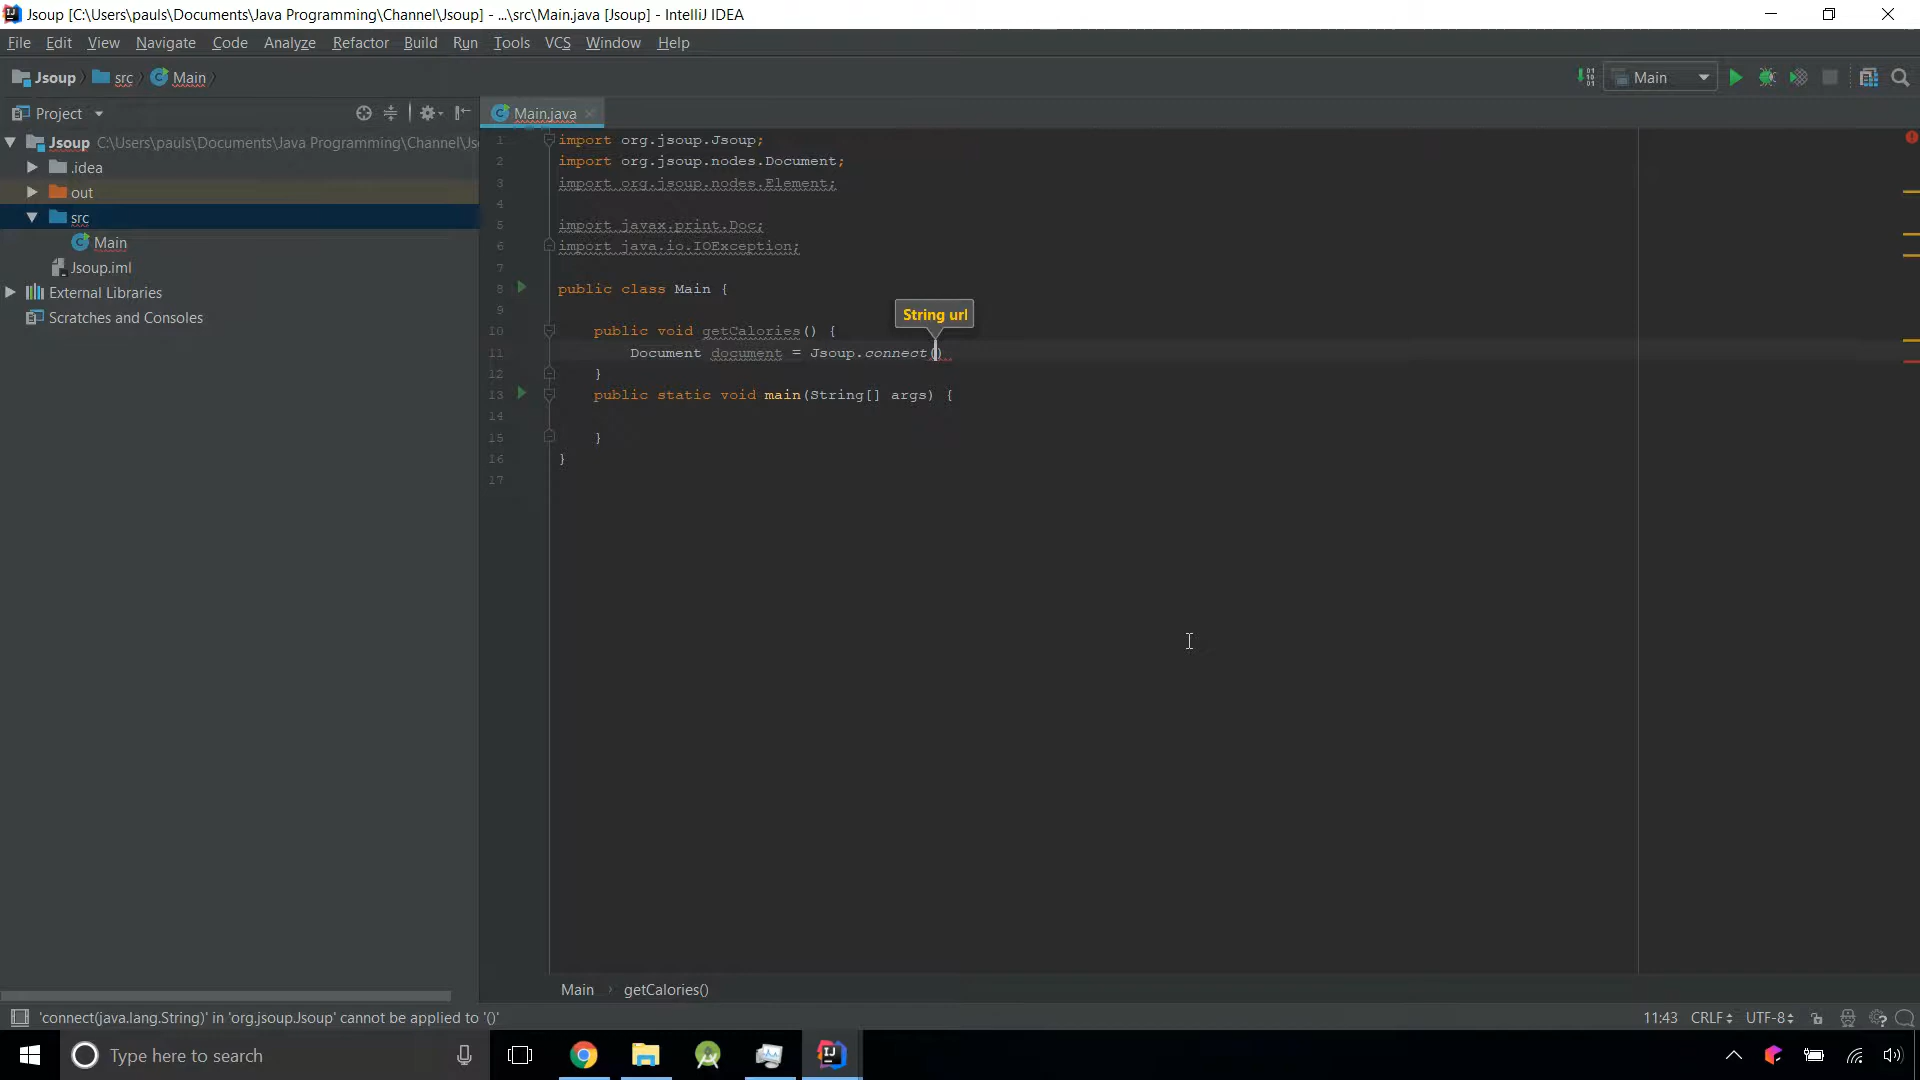 Jsoup [C:\Users\pauls\Documents\Java Programming\Channel\Jsoup] - ...\src\Main.java [Jsoup] - IntelliJ IDEA
File Edit View Navigate Code Analyze Refactor Build Run Tools VCS Window Help
Jsoup src Main
Main
Project
Main.java
Jsoup C:\Users\pauls\Documents\Java Programming\Channel\Js
.idea
out
src
Main
Jsoup.iml
External Libraries
Scratches and Consoles
1 import org.jsoup.Jsoup;
2 import org.jsoup.nodes.Document;
3 import org.jsoup.nodes.Element;
4
5 import javax.print.Doc;
6 import java.io.IOException;
7
8 public class Main {
9
String url
10 public void getCalories() {
11 Document document = Jsoup.connect()
12 }
13 public static void main(String[] args) {
14
15 }
16 }
17
Main getCalories()
'connect(java.lang.String)' in 'org.jsoup.Jsoup' cannot be applied to '()'
11:43 CRLF UTF-8
Type here to search